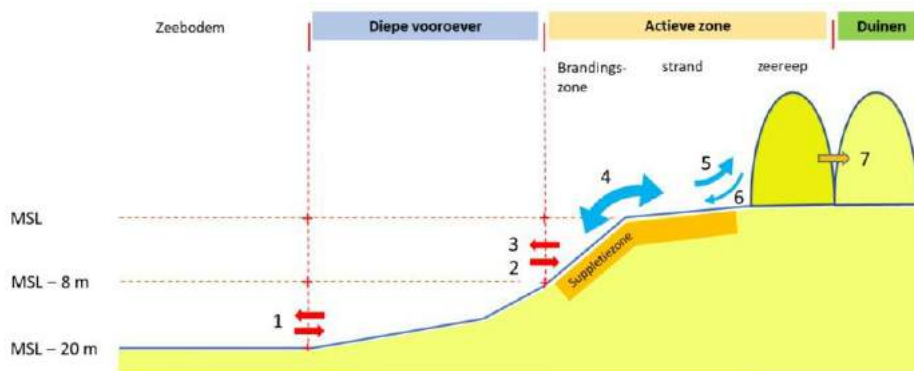 Zeebodem
Diepe vooroever
Actieve zone
Duinen
Brandings-
zone
strand
zeereep
MSL
MSL – 8 m
MSL – 20 m
1
2
3
4
5
6
7
Suppletiezone